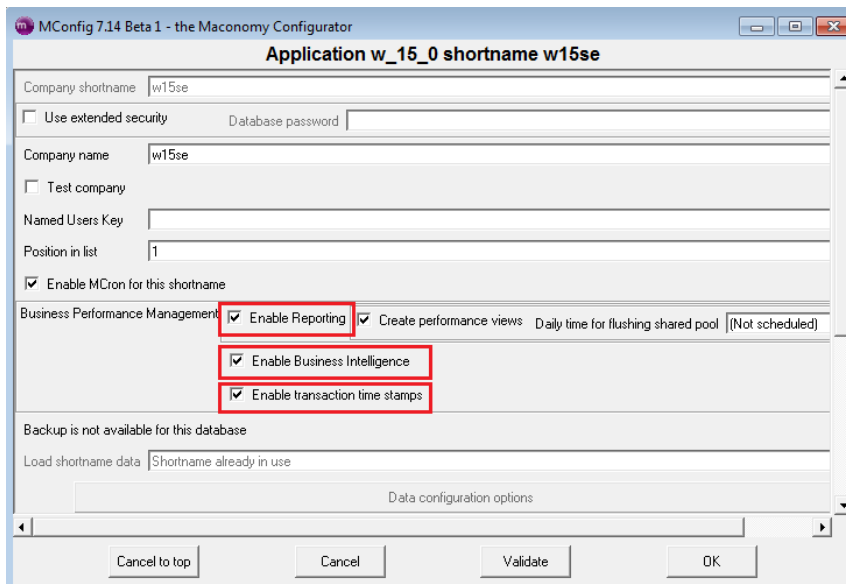 MConfig 7.14 Beta 1 - the Maconomy Configurator
Application w_15_0 shortname w15se
Company shortname w15se
Use extended security Database password
Company name w15se
Test company
Named Users Key
Position in list 1
Enable MCron for this shortname
Business Performance Management Enable Reporting Create performance views Daily time for flushing shared pool (Not scheduled)
Enable Business Intelligence
Enable transaction time stamps
Backup is not available for this database
Load shortname data Shortname already in use
Data configuration options
Cancel to top Cancel Validate OK